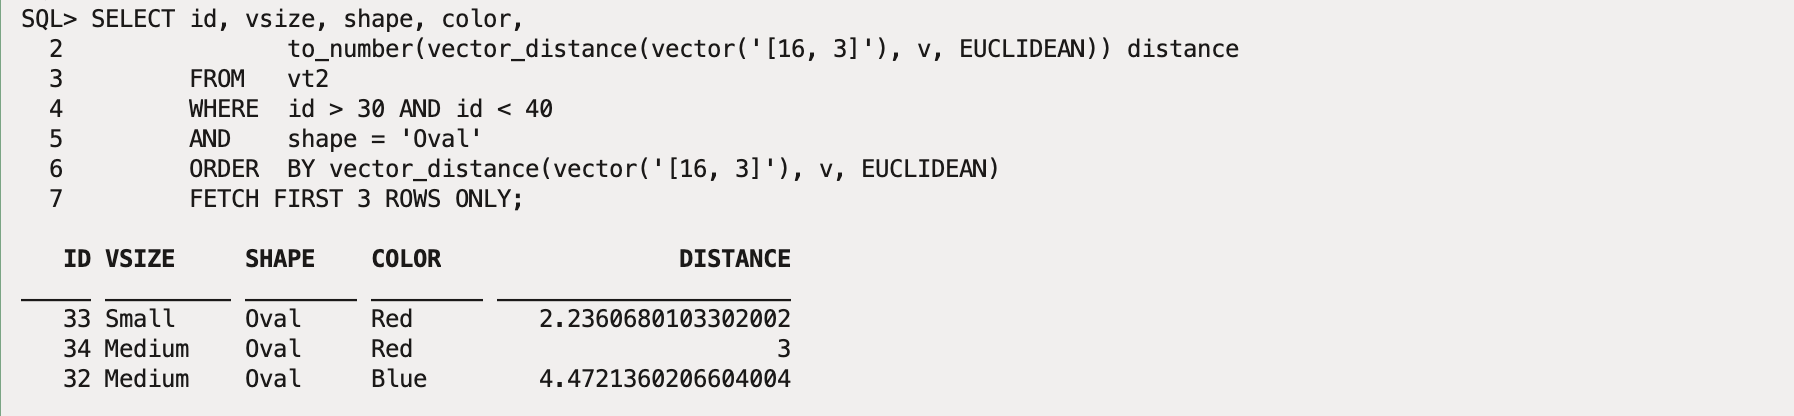 SQL> SELECT id, vsize, shape, color,
  2                to_number(vector_distance(vector('[16, 3]'), v, EUCLIDEAN)) distance
  3         FROM   vt2
  4         WHERE  id > 30 AND id < 40
  5         AND    shape = 'Oval'
  6         ORDER  BY vector_distance(vector('[16, 3]'), v, EUCLIDEAN)
  7         FETCH FIRST 3 ROWS ONLY;
   ID VSIZE     SHAPE    COLOR                 DISTANCE
   33 Small     Oval     Red         2.2360680103302002
   34 Medium    Oval     Red                          3
   32 Medium    Oval     Blue        4.4721360206604004